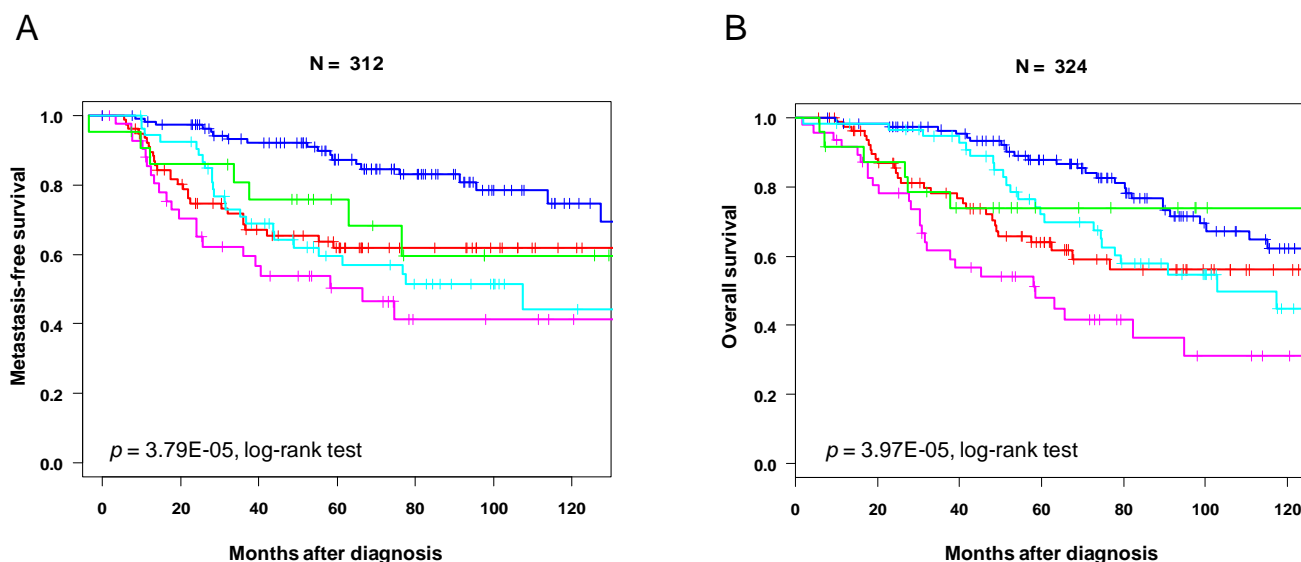 A
N = 312
Metastasis-free survival
1.0
0.8
0.6
0.4
0.2
0.0
p = 3.79E-05, log-rank test
0 20 40 60 80 100 120
Months after diagnosis
B
N = 324
Overall survival
1.0
0.8
0.6
0.4
0.2
0.0
p = 3.97E-05, log-rank test
0 20 40 60 80 100 120
Months after diagnosis